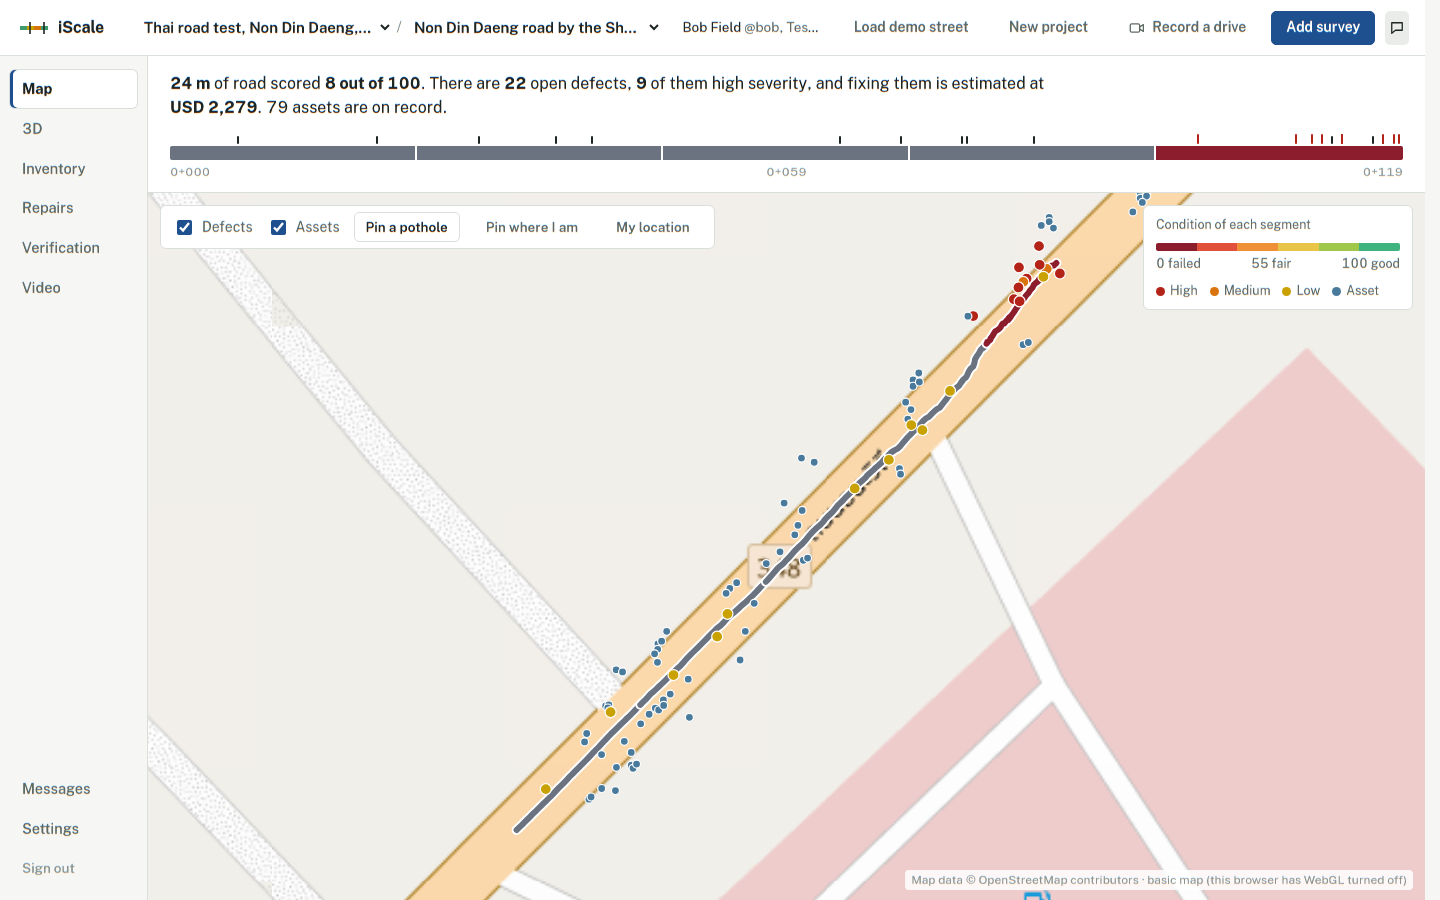 iScale
Thai road test, Non Din Daeng,...
/
Non Din Daeng road by the Sh...
Bob Field @bob, Tes...
Load demo street
New project
Record a drive
Add survey
Map
3D
Inventory
Repairs
Verification
Video
Messages
Settings
Sign out
24 m of road scored 8 out of 100. There are 22 open defects, 9 of them high severity, and fixing them is estimated at
USD 2,279. 79 assets are on record.
0+000
0+059
0+119
Defects
Assets
Pin a pothole
Pin where I am
My location
Condition of each segment
0 failed
55 fair
100 good
High
Medium
Low
Asset
Map data © OpenStreetMap contributors · basic map (this browser has WebGL turned off)